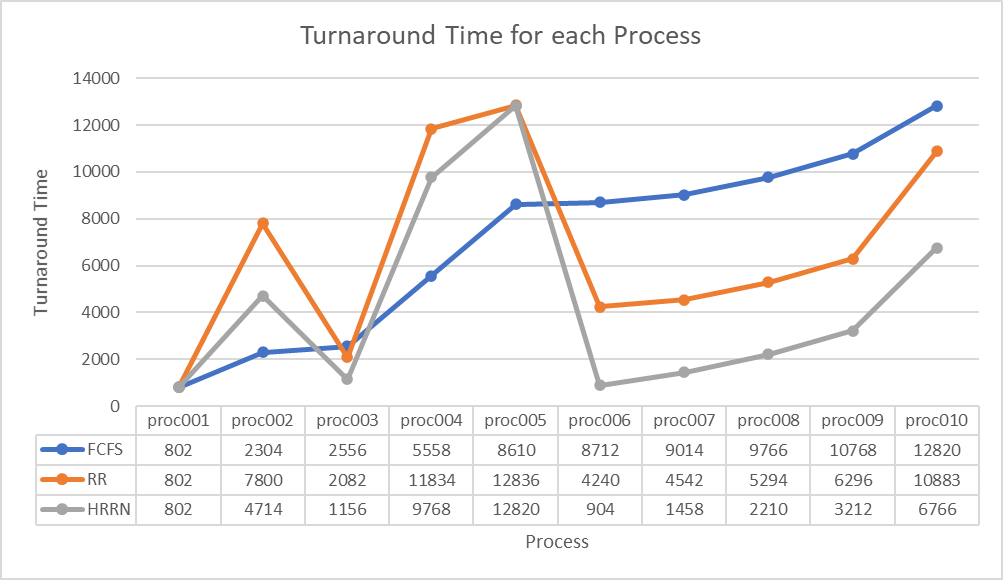 Turnaround Time for each Process
Turnaround Time
14000
12000
10000
8000
6000
4000
2000
0
proc001 proc002 proc003 proc004 proc005 proc006 proc007 proc008 proc009 proc010
FCFS 802 2304 2556 5558 8610 8712 9014 9766 10768 12820
RR 802 7800 2082 11834 12836 4240 4542 5294 6296 10883
HRRN 802 4714 1156 9768 12820 904 1458 2210 3212 6766
Process